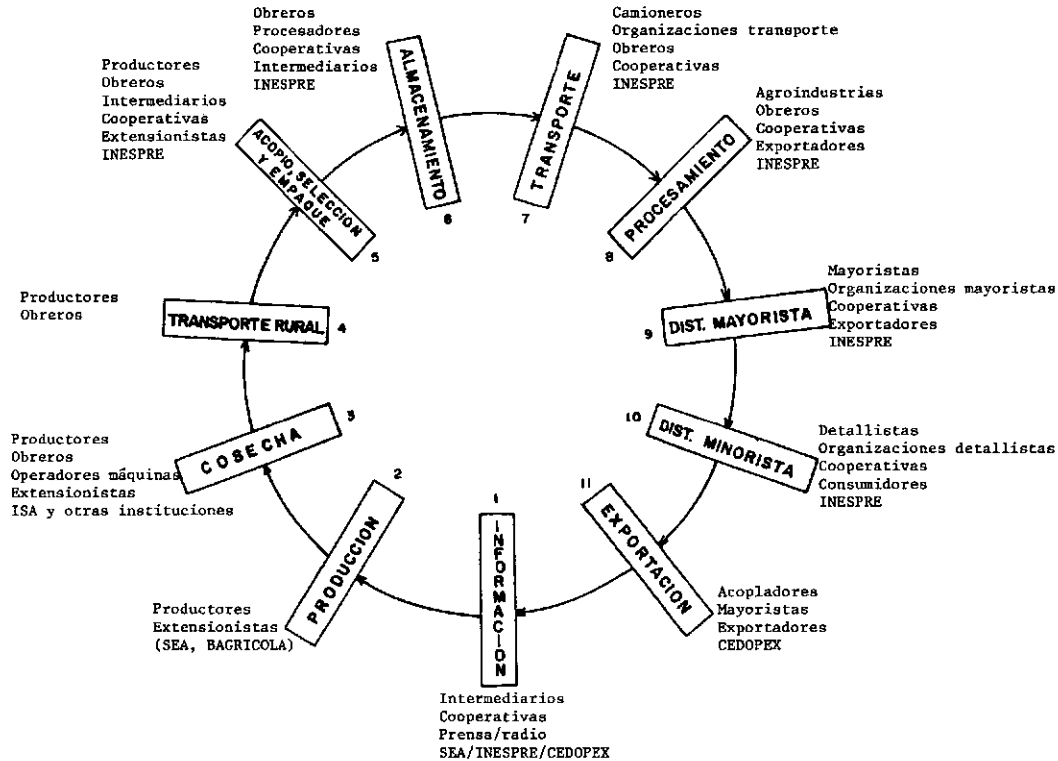 Intermediarios
Cooperativas
Prensa/radio
SEA/INESPRE/CEDOPEX
1
INFORMACION
Productores
Extensionistas
(SEA, BAGRICOLA)
2
PRODUCCION
Productores
Obreros
Operadores máquinas
Extensionistas
ISA y otras instituciones
3
COSECHA
Productores
Obreros
TRANSPORTE RURAL
4
Productores
Obreros
Intermediarios
Cooperativas
Extensionistas
INESPRE
ACOPIO, SELECCION
Y EMPAQUE
5
Obreros
Procesadores
Cooperativas
Intermediarios
INESPRE
ALMACENAMIENTO
6
Camioneros
Organizaciones transporte
Obreros
Cooperativas
INESPRE
TRANSPORTE
7
Agroindustrias
Obreros
Cooperativas
Exportadores
INESPRE
PROCESAMIENTO
8
Mayoristas
Organizaciones mayoristas
Cooperativas
Exportadores
INESPRE
DIST. MAYORISTA
9
Detallistas
Organizaciones detallístas
Cooperativas
Consumidores
INESPRE
10
DIST. MINORISTA
11
EXPORTACION
Acopladores
Mayoristas
Exportadores
CEDOPEX